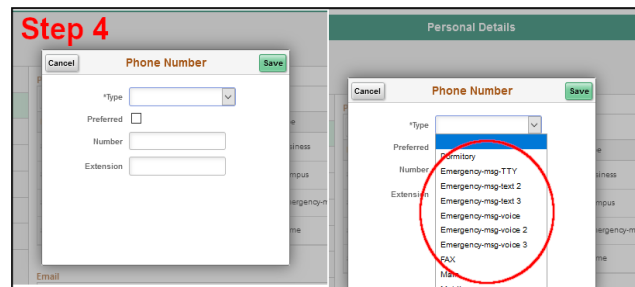 Step 4
Cancel
Phone Number
Save
*Type
Preferred
Number
Extension
Email
Personal Details
Cancel
Phone Number
Save
*Type
Preferred
Number
Extension
Dormitory
Emergency-msg-TTY
Emergency-msg-text 2
Emergency-msg-text 3
Emergency-msg-voice
Emergency-msg-voice 2
Emergency-msg-voice 3
FAX
Main